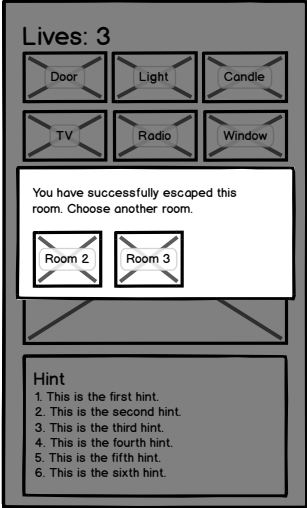 Lives: 3
Door Light Candle
TV Radio Window
You have successfully escaped this
room. Choose another room.
Room 2 Room 3
Hint
1. This is the first hint.
2. This is the second hint.
3. This is the third hint.
4. This is the fourth hint.
5. This is the fifth hint.
6. This is the sixth hint.